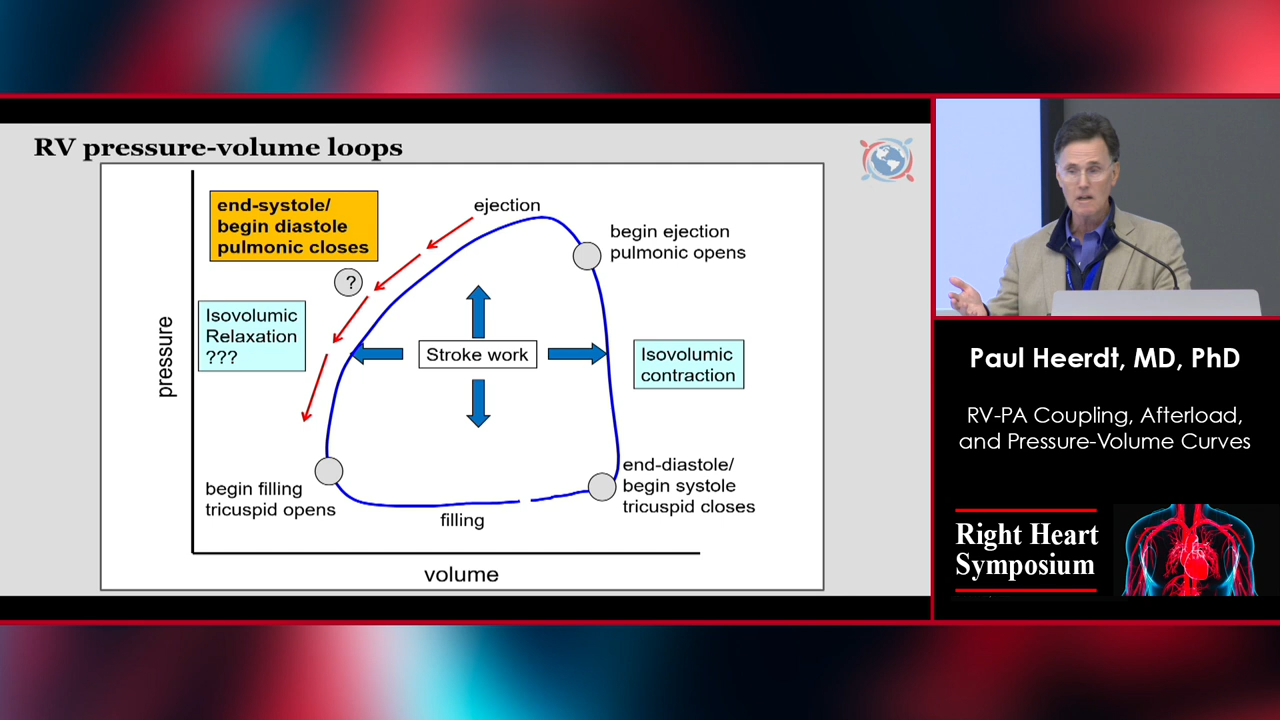 RV pressure-volume loops
end-systole/
begin diastole
pulmonic closes
ejection
begin ejection
pulmonic opens
?
Isovolumic
Relaxation
???
Stroke work
Isovolumic
contraction
pressure
begin filling
tricuspid opens
filling
end-diastole/
begin systole
tricuspid closes
volume
Paul Heerdt, MD, PhD
RV-PA Coupling, Afterload,
and Pressure-Volume Curves
Right Heart
Symposium